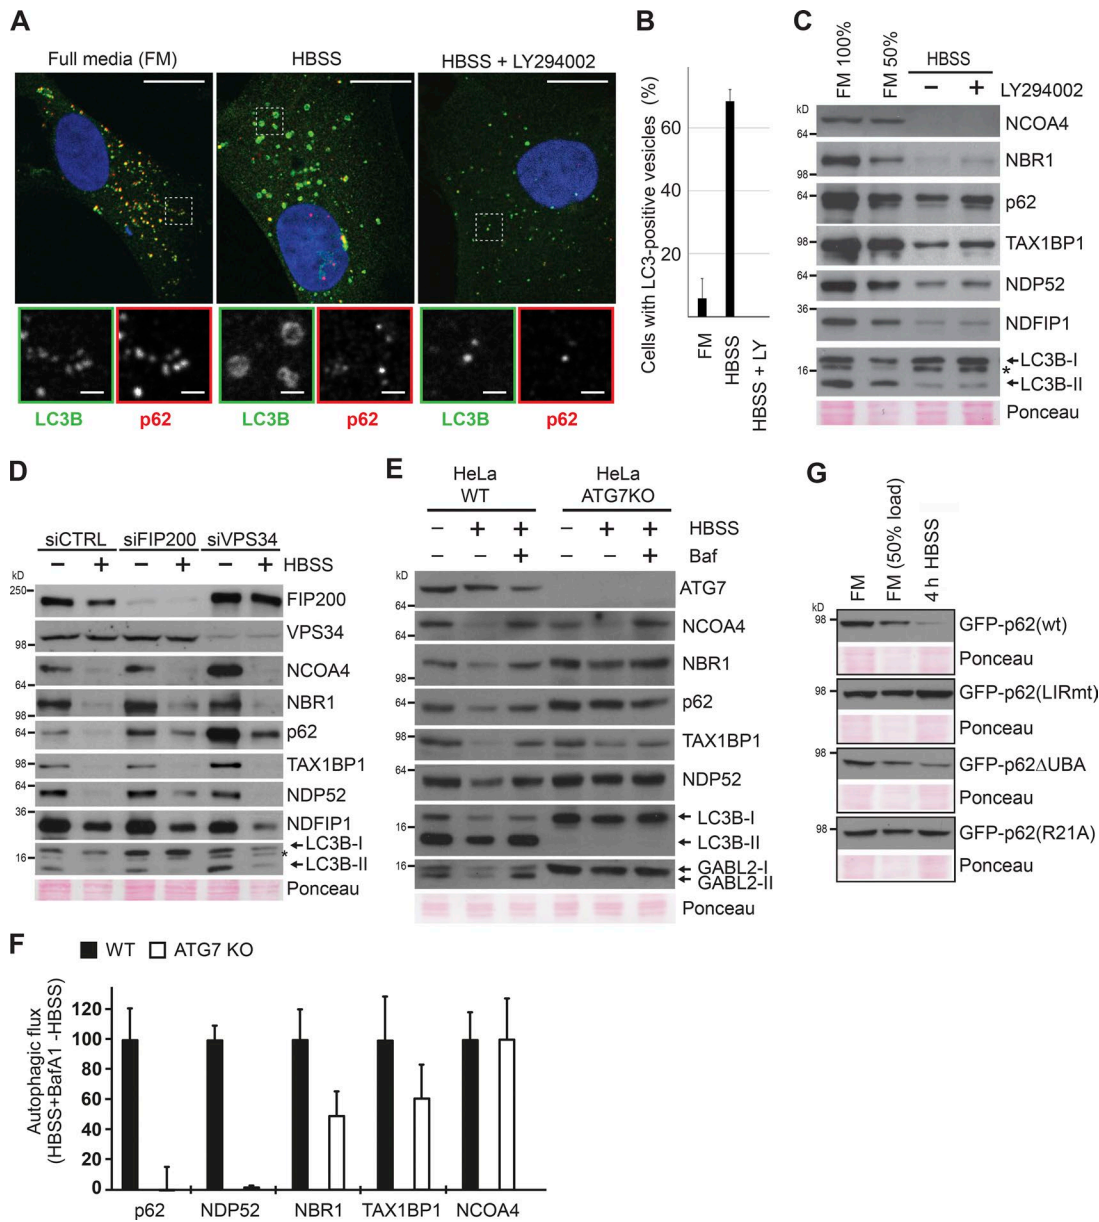 A
Full media (FM)
HBSS
HBSS + LY294002
LC3B
p62
LC3B
p62
LC3B
p62
B
Cells with LC3-positive vesicles (%)
60
40
20
FM
HBSS
HBSS + LY
C
FM 100%
FM 50%
HBSS
− + LY294002
kD
64
NCOA4
98
NBR1
64
p62
98
TAX1BP1
64
NDP52
36
NDFIP1
16
LC3B-I
*
LC3B-II
Ponceau
D
siCTRL siFIP200 siVPS34
− + − + − + HBSS
kD
250
FIP200
98
VPS34
64
NCOA4
98
NBR1
64
p62
98
TAX1BP1
64
NDP52
36
NDFIP1
16
LC3B-I
*
LC3B-II
Ponceau
E
HeLa
WT
HeLa
ATG7KO
− + + − + + HBSS
− − + − − + Baf
kD
64
ATG7
64
NCOA4
98
NBR1
64
p62
98
TAX1BP1
64
NDP52
16
LC3B-I
LC3B-II
16
GABL2-I
GABL2-II
Ponceau
G
FM
FM (50% load)
4 h HBSS
kD
98
GFP-p62(wt)
Ponceau
98
GFP-p62(LIRmt)
Ponceau
98
GFP-p62ΔUBA
Ponceau
98
GFP-p62(R21A)
Ponceau
F
WT ATG7 KO
Autophagic flux
(HBSS+BafA1 -HBSS)
120
100
80
60
40
20
0
p62 NDP52 NBR1 TAX1BP1 NCOA4